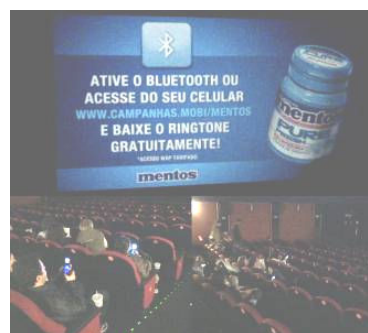 ATIVE O BLUETOOTH OU
ACESSE DO SEU CELULAR
WWW.CAMPANHAS.MOBI/MENTOS
E BAIXE O RINGTONE
GRATUITAMENTE!
*ACESSO NÃO TARIFADO
mentos
mentos
PURE